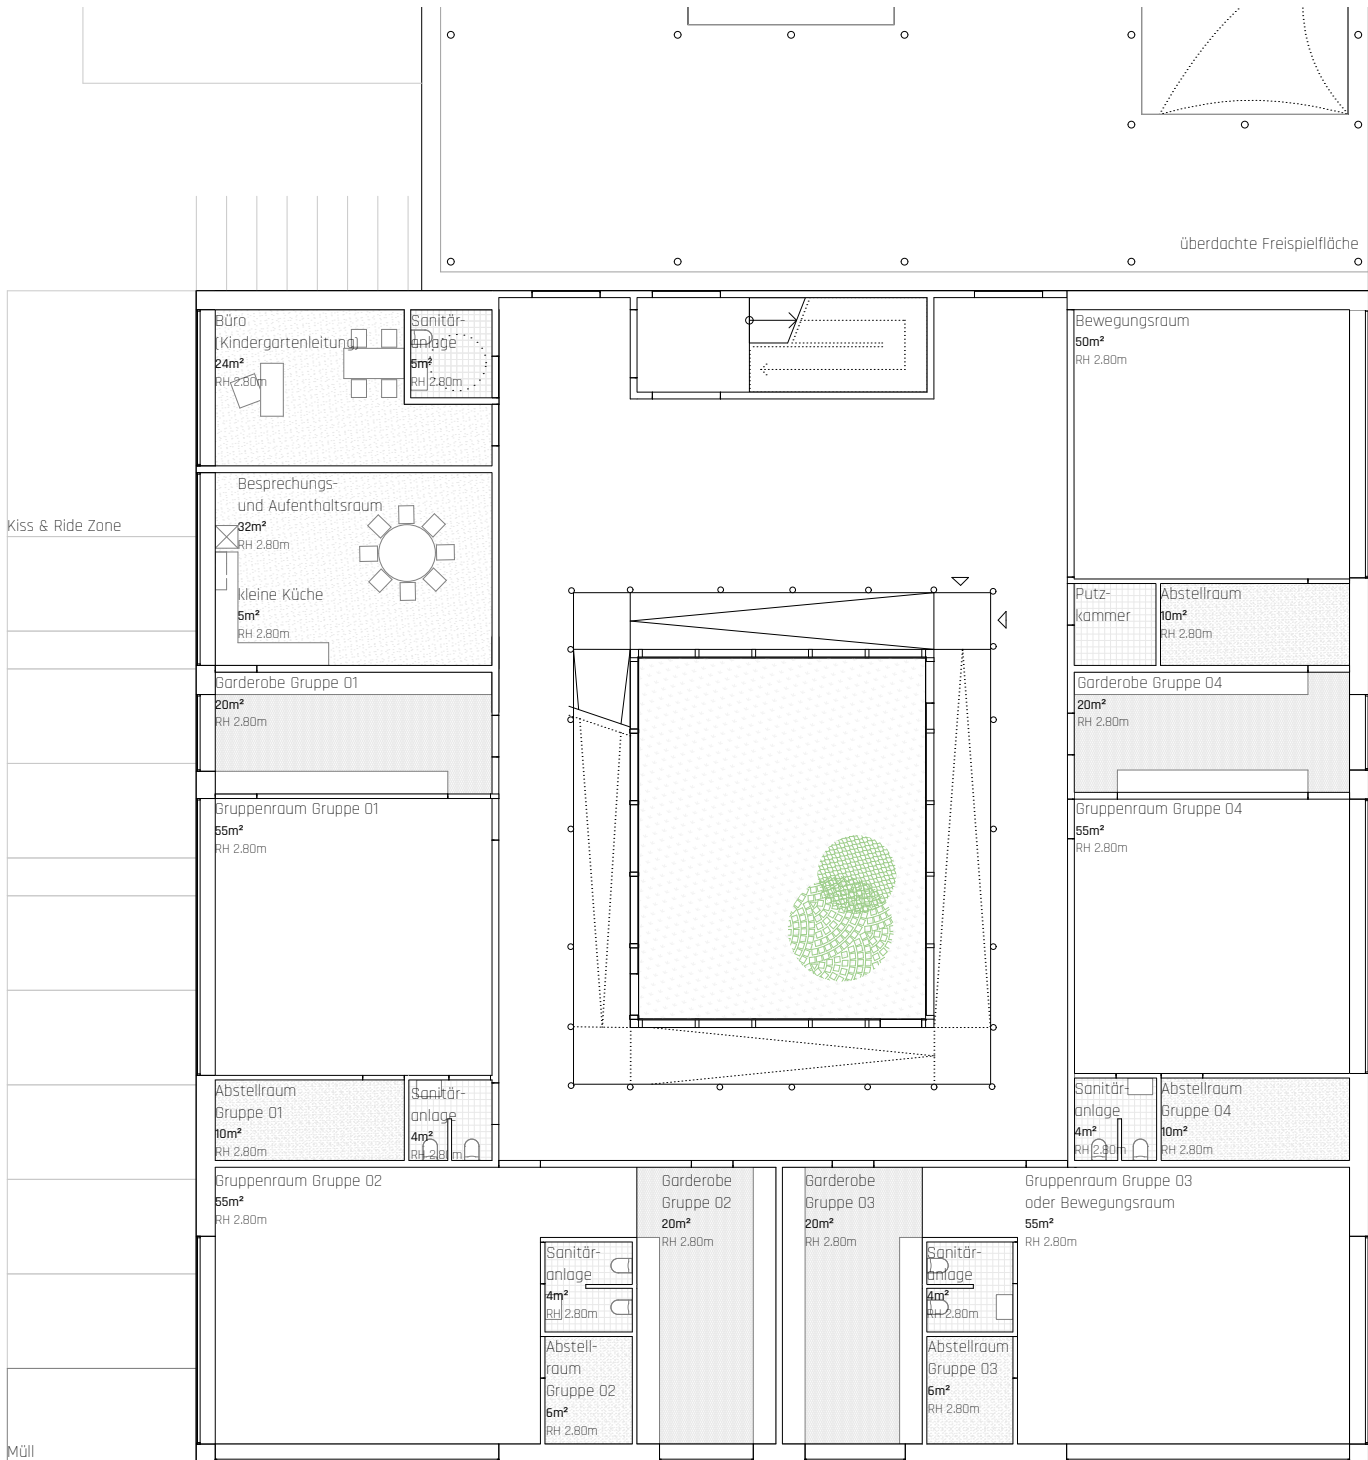 überdachte Freispielfläche
Büro
(Kindergartenleitung)
24m²
RH 2.80m
Sanitär-
anlage
5m²
RH 2.80m
Bewegungsraum
50m²
RH 2.80m
Besprechungs-
und Aufenthaltsraum
32m²
RH 2.80m
Kiss & Ride Zone
kleine Küche
5m²
RH 2.80m
Putz-
kammer
Abstellraum
10m²
RH 2.80m
Garderobe Gruppe 01
20m²
RH 2.80m
Garderobe Gruppe 04
20m²
RH 2.80m
Gruppenraum Gruppe 01
55m²
RH 2.80m
Gruppenraum Gruppe 04
55m²
RH 2.80m
Abstellraum
Gruppe 01
10m²
RH 2.80m
Sanitär-
anlage
4m²
RH 2.80m
Sanitär-
anlage
4m²
RH 2.80m
Abstellraum
Gruppe 04
10m²
RH 2.80m
Gruppenraum Gruppe 02
55m²
RH 2.80m
Garderobe
Gruppe 02
20m²
RH 2.80m
Garderobe
Gruppe 03
20m²
RH 2.80m
Gruppenraum Gruppe 03
oder Bewegungsraum
55m²
RH 2.80m
Sanitär-
anlage
4m²
RH 2.80m
Sanitär-
anlage
4m²
RH 2.80m
Abstell-
raum
Gruppe 02
6m²
RH 2.80m
Abstellraum
Gruppe 03
6m²
RH 2.80m
Müll